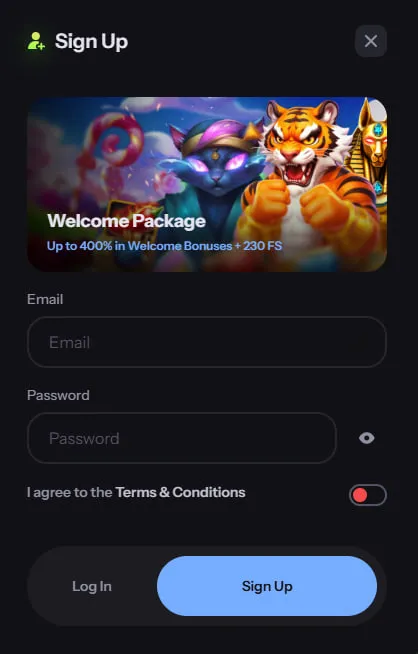 Sign Up
Welcome Package
Up to 400% in Welcome Bonuses + 230 FS
Email
Email
Password
Password
I agree to the Terms & Conditions
Log In
Sign Up